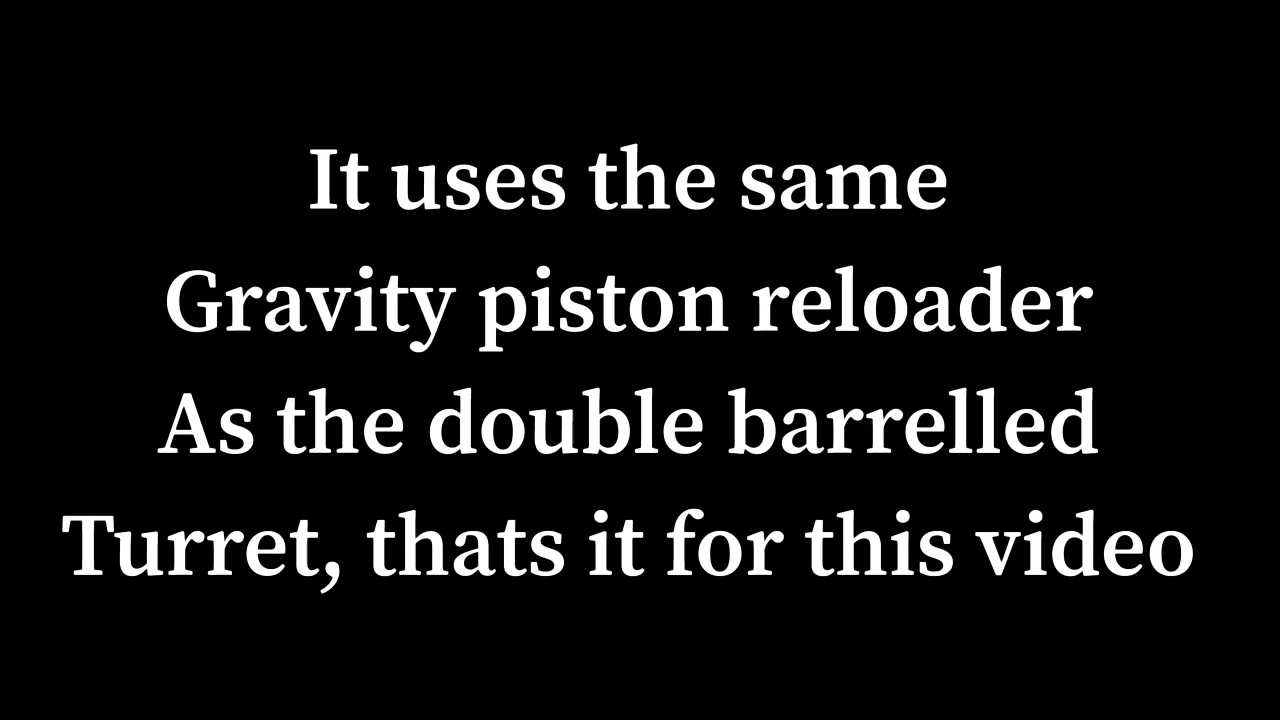 It uses the same
Gravity piston reloader
As the double barrelled
Turret, thats it for this video